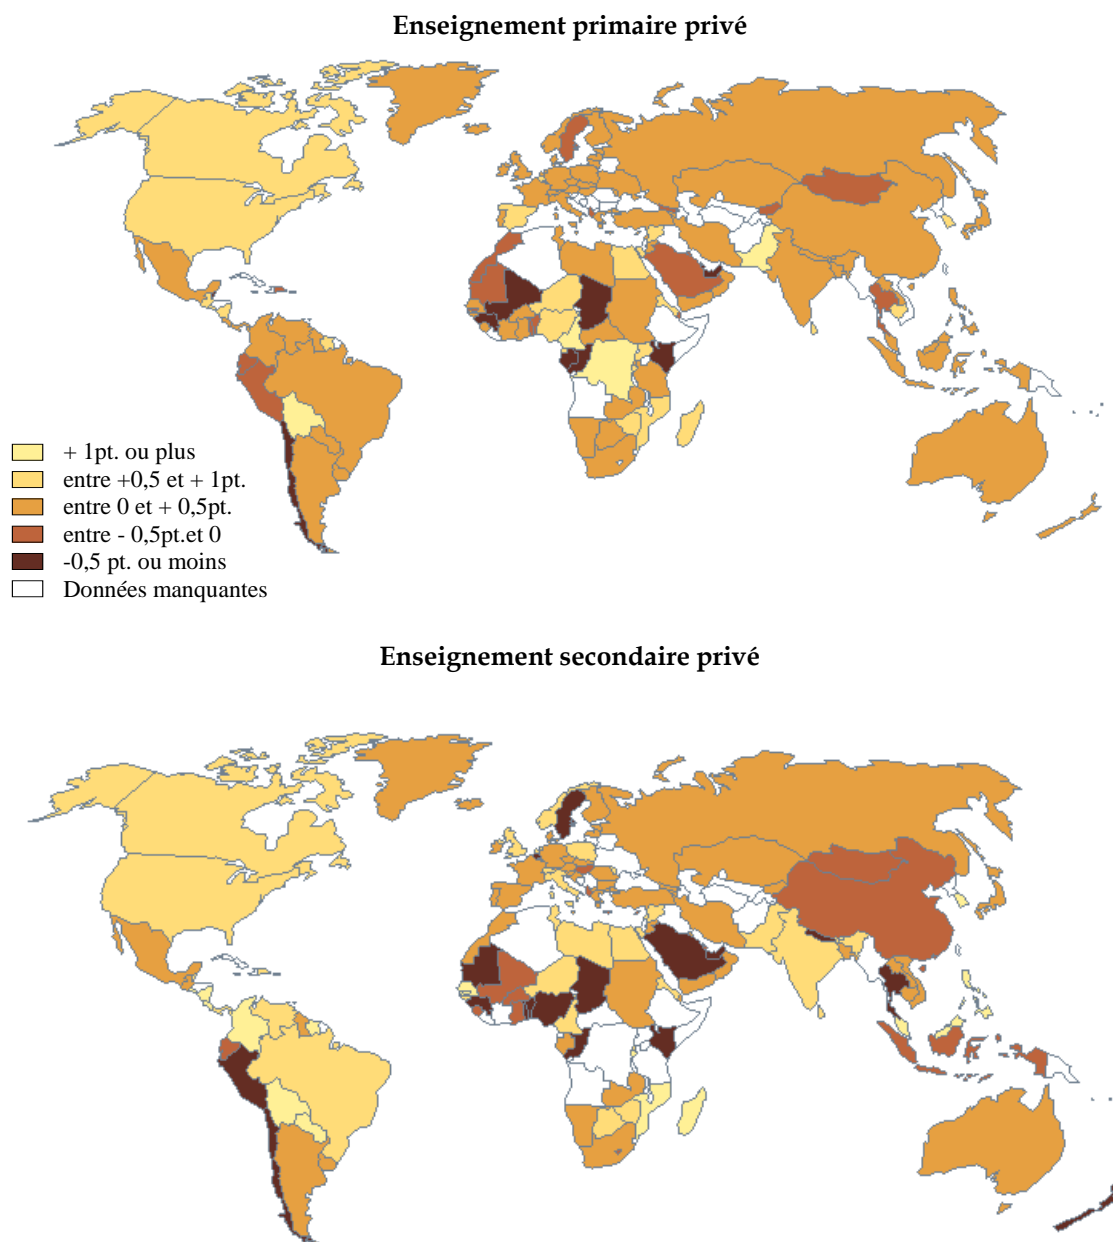 Enseignement primaire privé
+ 1pt. ou plus
entre +0,5 et + 1pt.
entre 0 et + 0,5pt.
entre - 0,5pt.et 0
-0,5 pt. ou moins
Données manquantes
Enseignement secondaire privé